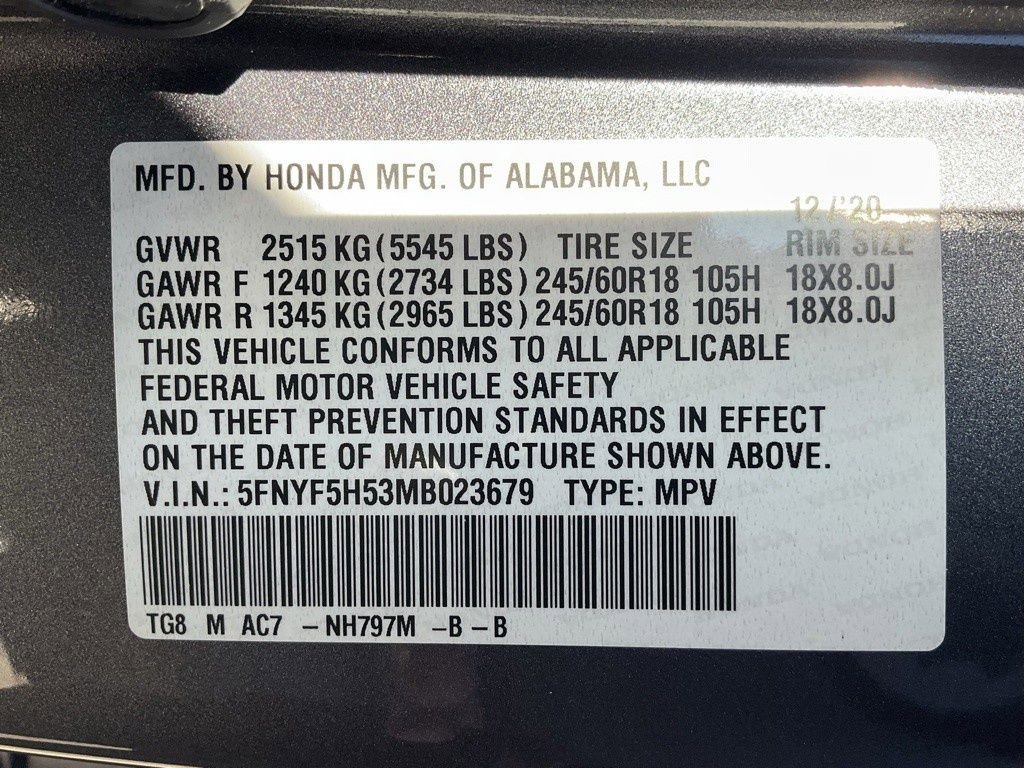 MFD. BY HONDA MFG. OF ALABAMA, LLC
12/'20
GVWR 2515 KG (5545 LBS) TIRE SIZE RIM SIZE
GAWR F 1240 KG (2734 LBS) 245/60R18 105H 18X8.0J
GAWR R 1345 KG (2965 LBS) 245/60R18 105H 18X8.0J
THIS VEHICLE CONFORMS TO ALL APPLICABLE
FEDERAL MOTOR VEHICLE SAFETY
AND THEFT PREVENTION STANDARDS IN EFFECT
ON THE DATE OF MANUFACTURE SHOWN ABOVE.
V.I.N.: 5FNYF5H53MB023679 TYPE: MPV
TG8 M AC7 –NH797M –B –B